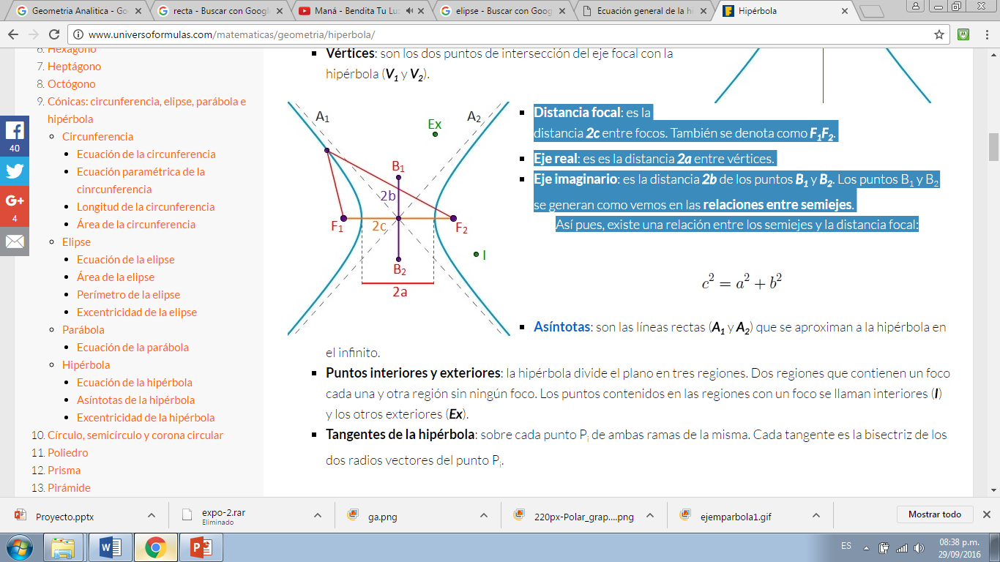 Geometria Analitica - Go
recta - Buscar con Google
Maná - Bendita Tu Luz
elipse - Buscar con Goog
Ecuación general de la hi
Hipérbola
www.universoformulas.com/matematicas/geometria/hiperbola/
6. Hexágono
7. Heptágono
8. Octógono
9. Cónicas: circunferencia, elipse, parábola e
hipérbola
Circunferencia
Ecuación de la circunferencia
Ecuación paramétrica de la
cinrcunferencia
Longitud de la circunferencia
Área de la circunferencia
Elipse
Ecuación de la elipse
Área de la elipse
Perímetro de la elipse
Excentricidad de la elipse
Parábola
Ecuación de la parábola
Hipérbola
Ecuación de la hipérbola
Asíntotas de la hipérbola
Excentricidad de la hipérbola
10. Círculo, semicírculo y corona circular
11. Poliedro
12. Prisma
13. Pirámide
40
G+
4
Vértices: son los dos puntos de intersección del eje focal con la
hipérbola (V1 y V2).
A1
A2
Ex
B1
2b
F1
2c
F2
I
B2
2a
Distancia focal: es la
distancia 2c entre focos. También se denota como F1F2.
Eje real: es es la distancia 2a entre vértices.
Eje imaginario: es la distancia 2b de los puntos B1 y B2. Los puntos B1 y B2
se generan como vemos en las relaciones entre semiejes.
Así pues, existe una relación entre los semiejes y la distancia focal:
c² = a² + b²
Asíntotas: son las líneas rectas (A1 y A2) que se aproximan a la hipérbola en
el infinito.
Puntos interiores y exteriores: la hipérbola divide el plano en tres regiones. Dos regiones que contienen un foco
cada una y otra región sin ningún foco. Los puntos contenidos en las regiones con un foco se llaman interiores (I)
y los otros exteriores (Ex).
Tangentes de la hipérbola: sobre cada punto Pi de ambas ramas de la misma. Cada tangente es la bisectriz de los
dos radios vectores del punto Pi.
Proyecto.pptx
expo-2.rar
Eliminado
ga.png
220px-Polar_grap....png
ejemparbola1.gif
Mostrar todo
ES
08:38 p.m.
29/09/2016